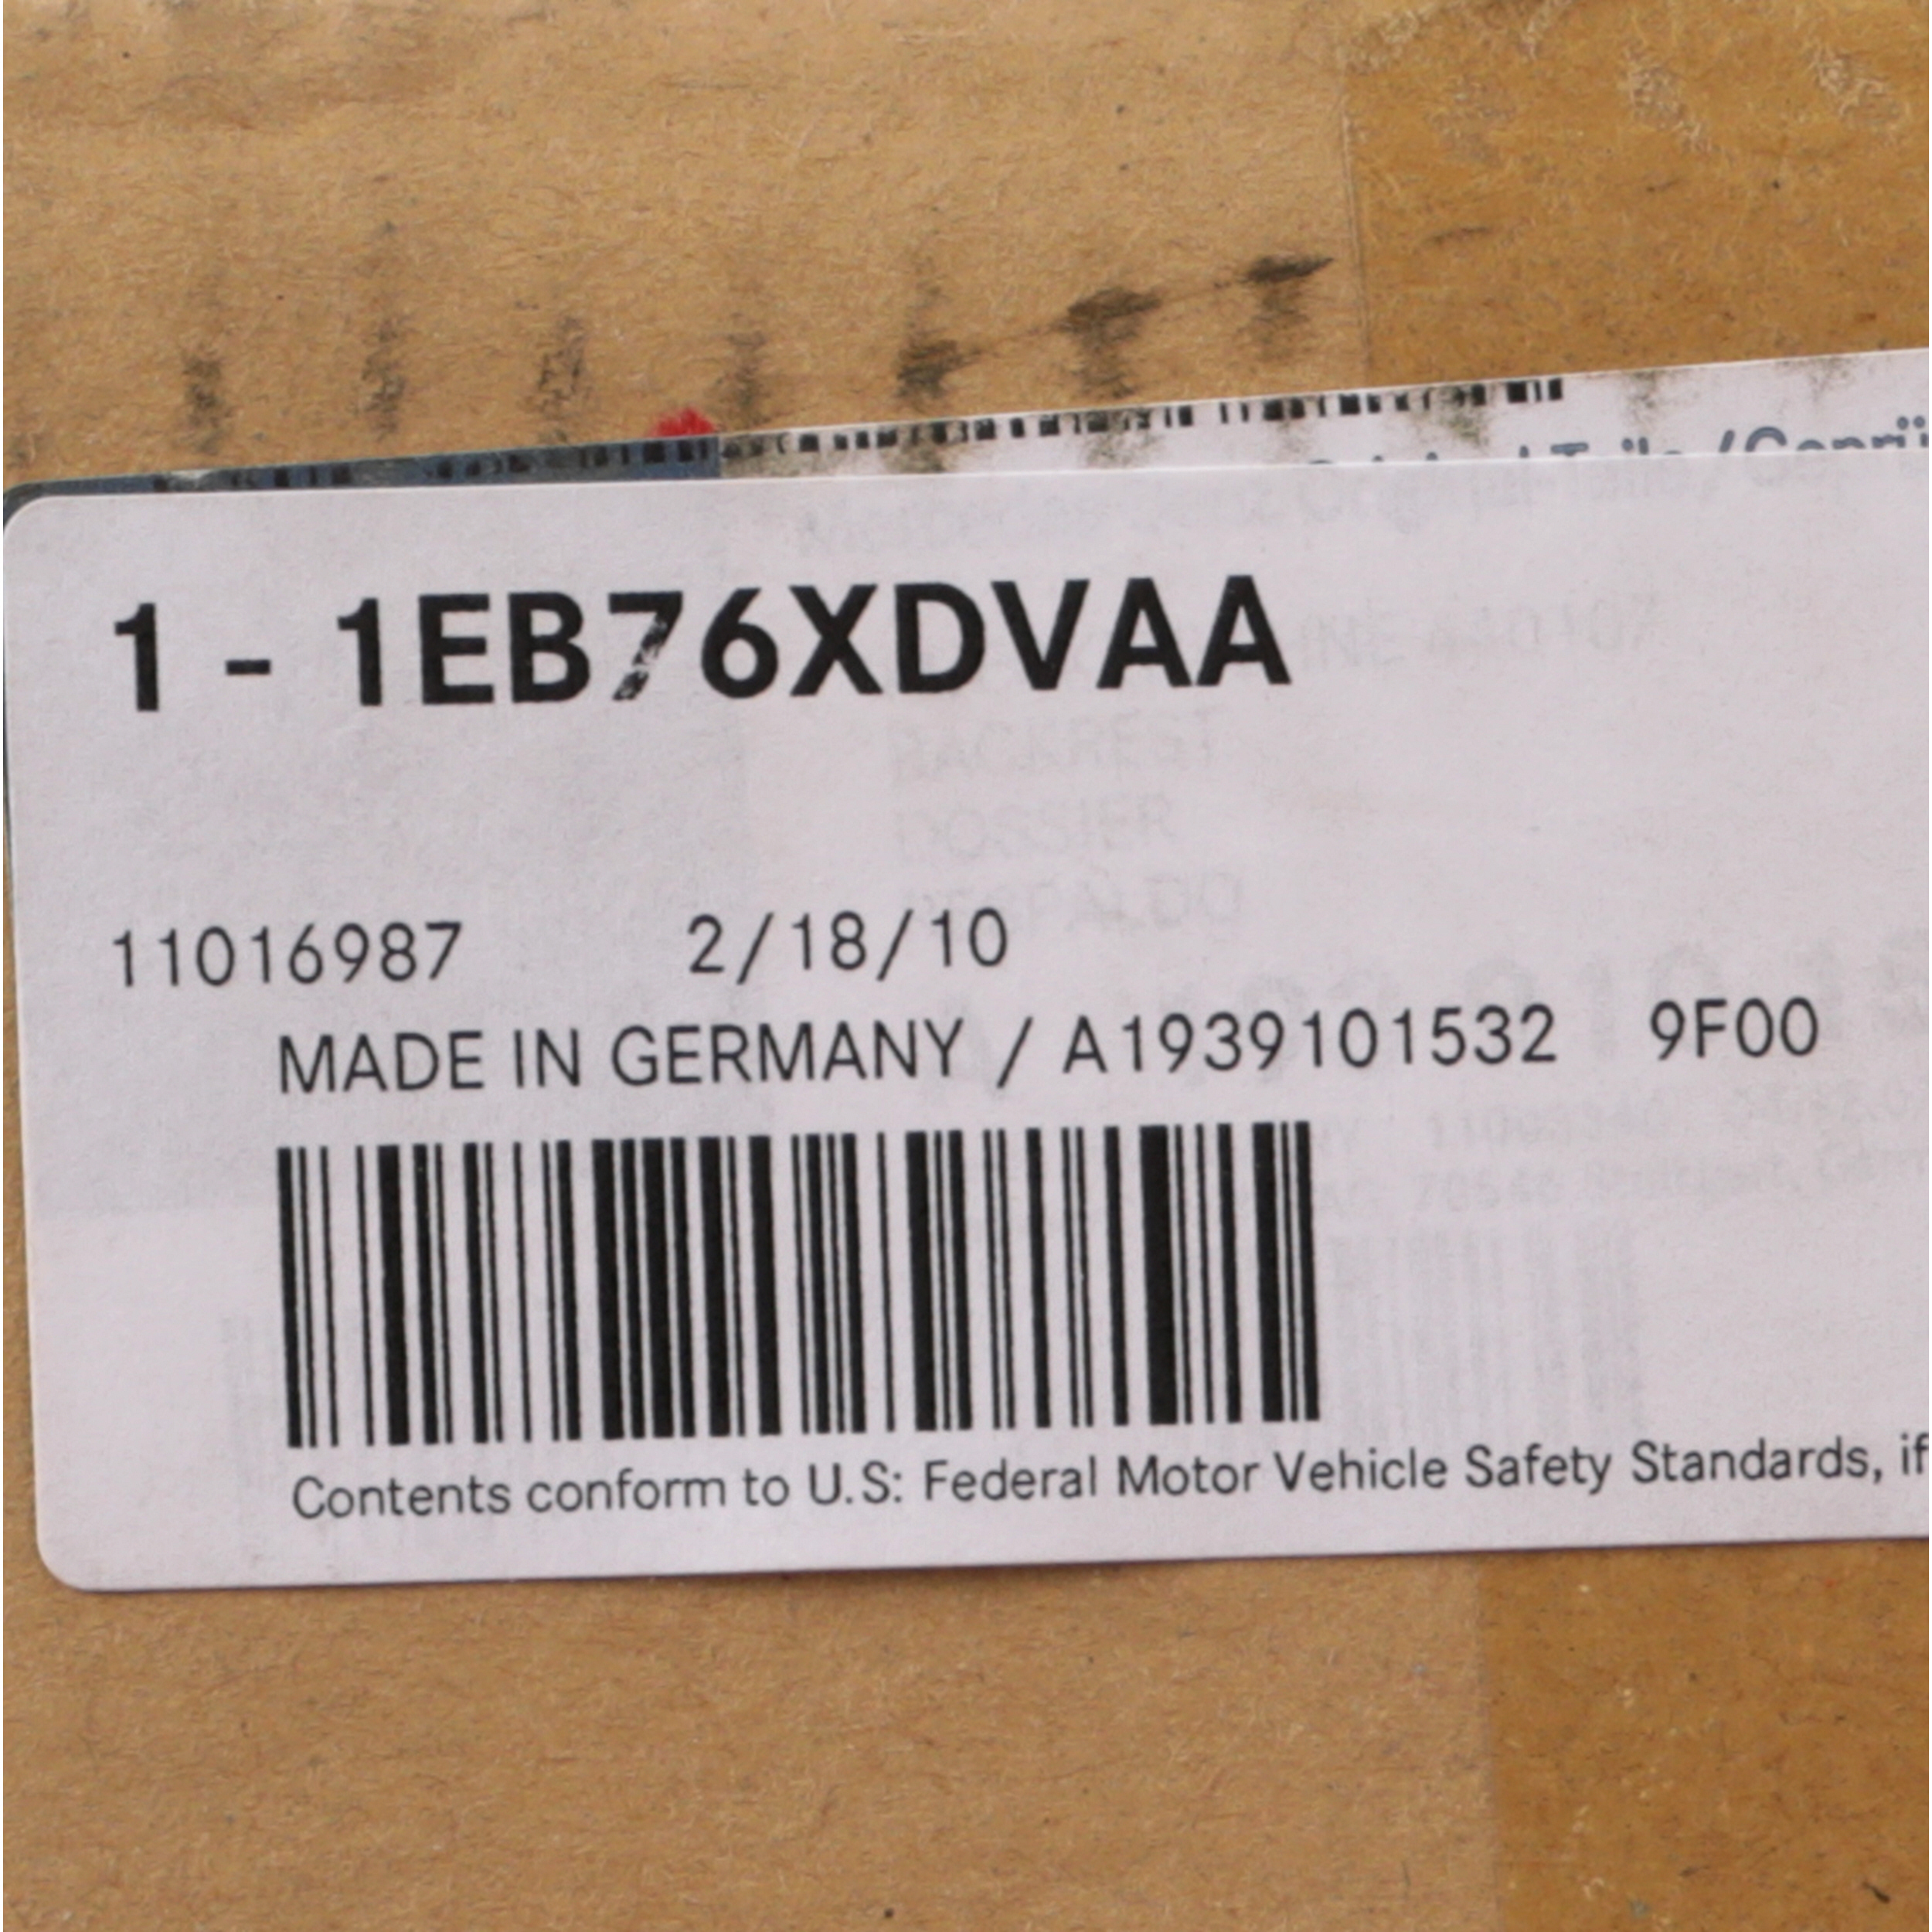 1 - 1EB76XDVAA
11016987 2/18/10
MADE IN GERMANY / A1939101532 9F00
Contents conform to U.S: Federal Motor Vehicle Safety Standards, if